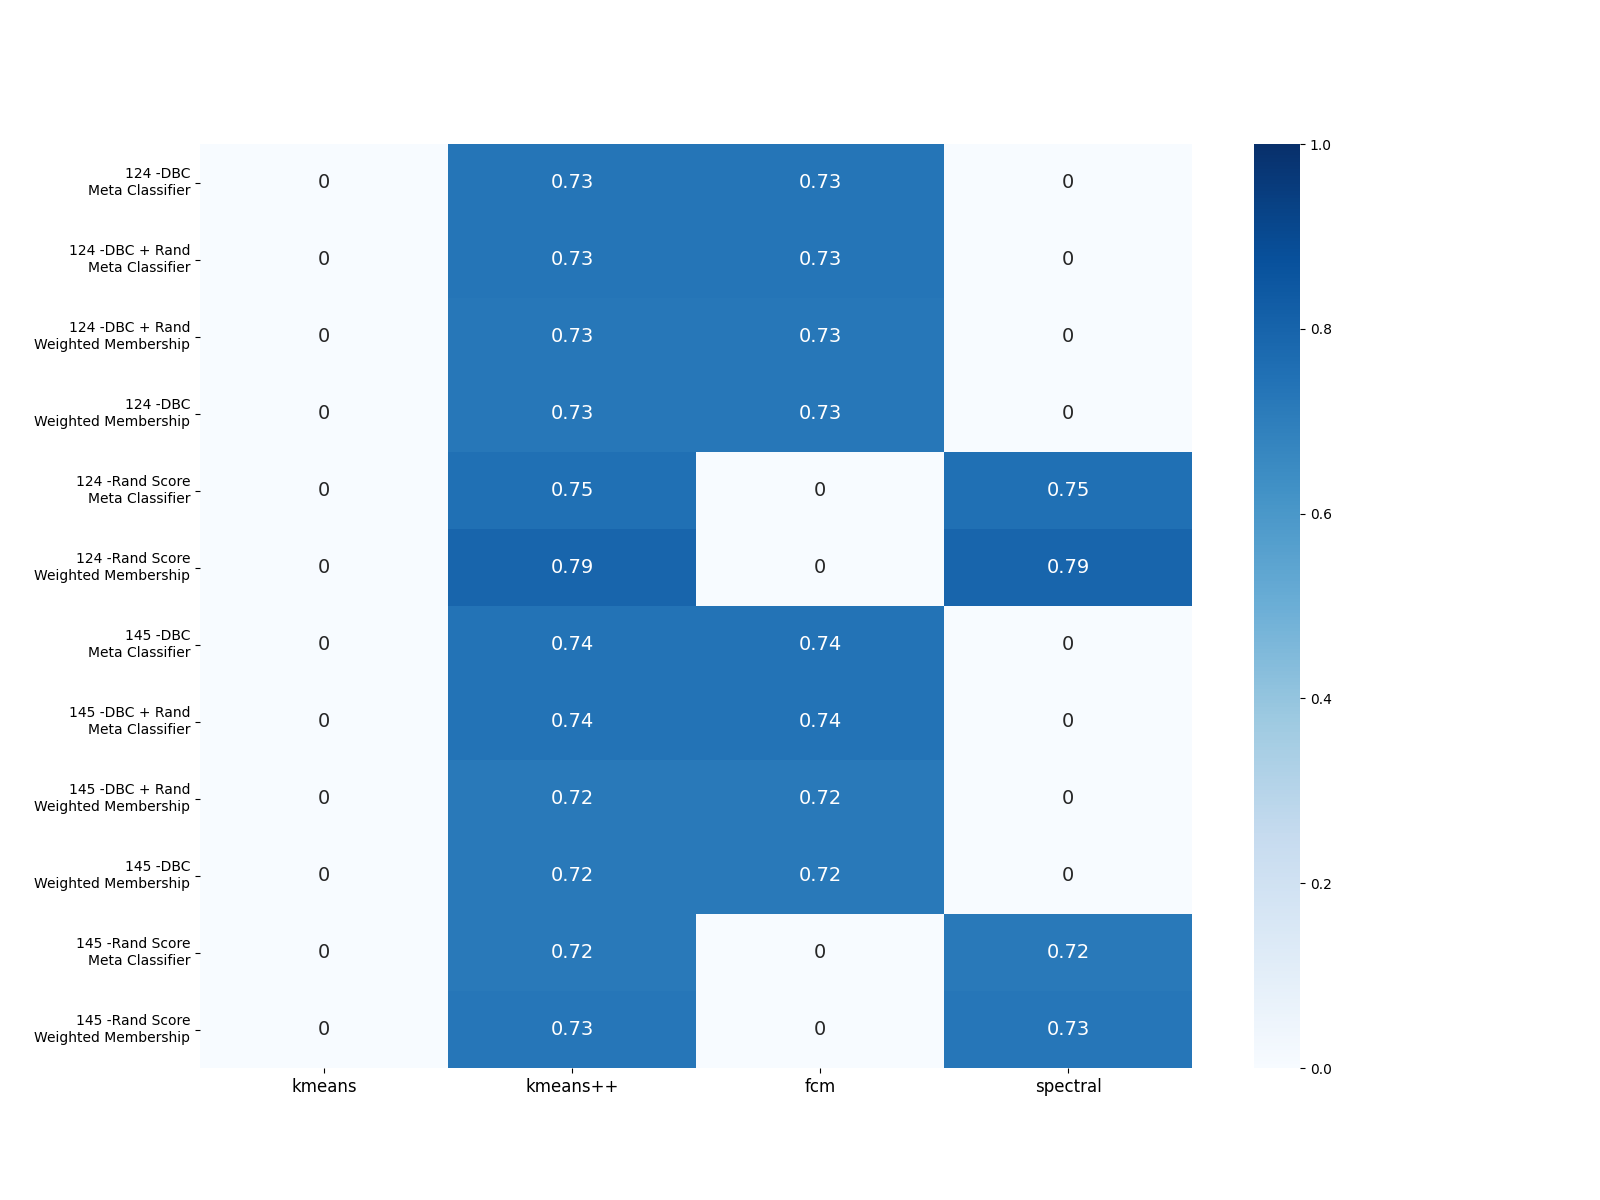 124 -DBC
Meta Classifier
0 0.73 0.73 0
124 -DBC + Rand
Meta Classifier
0 0.73 0.73 0
124 -DBC + Rand
Weighted Membership
0 0.73 0.73 0
124 -DBC
Weighted Membership
0 0.73 0.73 0
124 -Rand Score
Meta Classifier
0 0.75 0 0.75
124 -Rand Score
Weighted Membership
0 0.79 0 0.79
145 -DBC
Meta Classifier
0 0.74 0.74 0
145 -DBC + Rand
Meta Classifier
0 0.74 0.74 0
145 -DBC + Rand
Weighted Membership
0 0.72 0.72 0
145 -DBC
Weighted Membership
0 0.72 0.72 0
145 -Rand Score
Meta Classifier
0 0.72 0 0.72
145 -Rand Score
Weighted Membership
0 0.73 0 0.73
kmeans kmeans++ fcm spectral
1.0
0.8
0.6
0.4
0.2
0.0